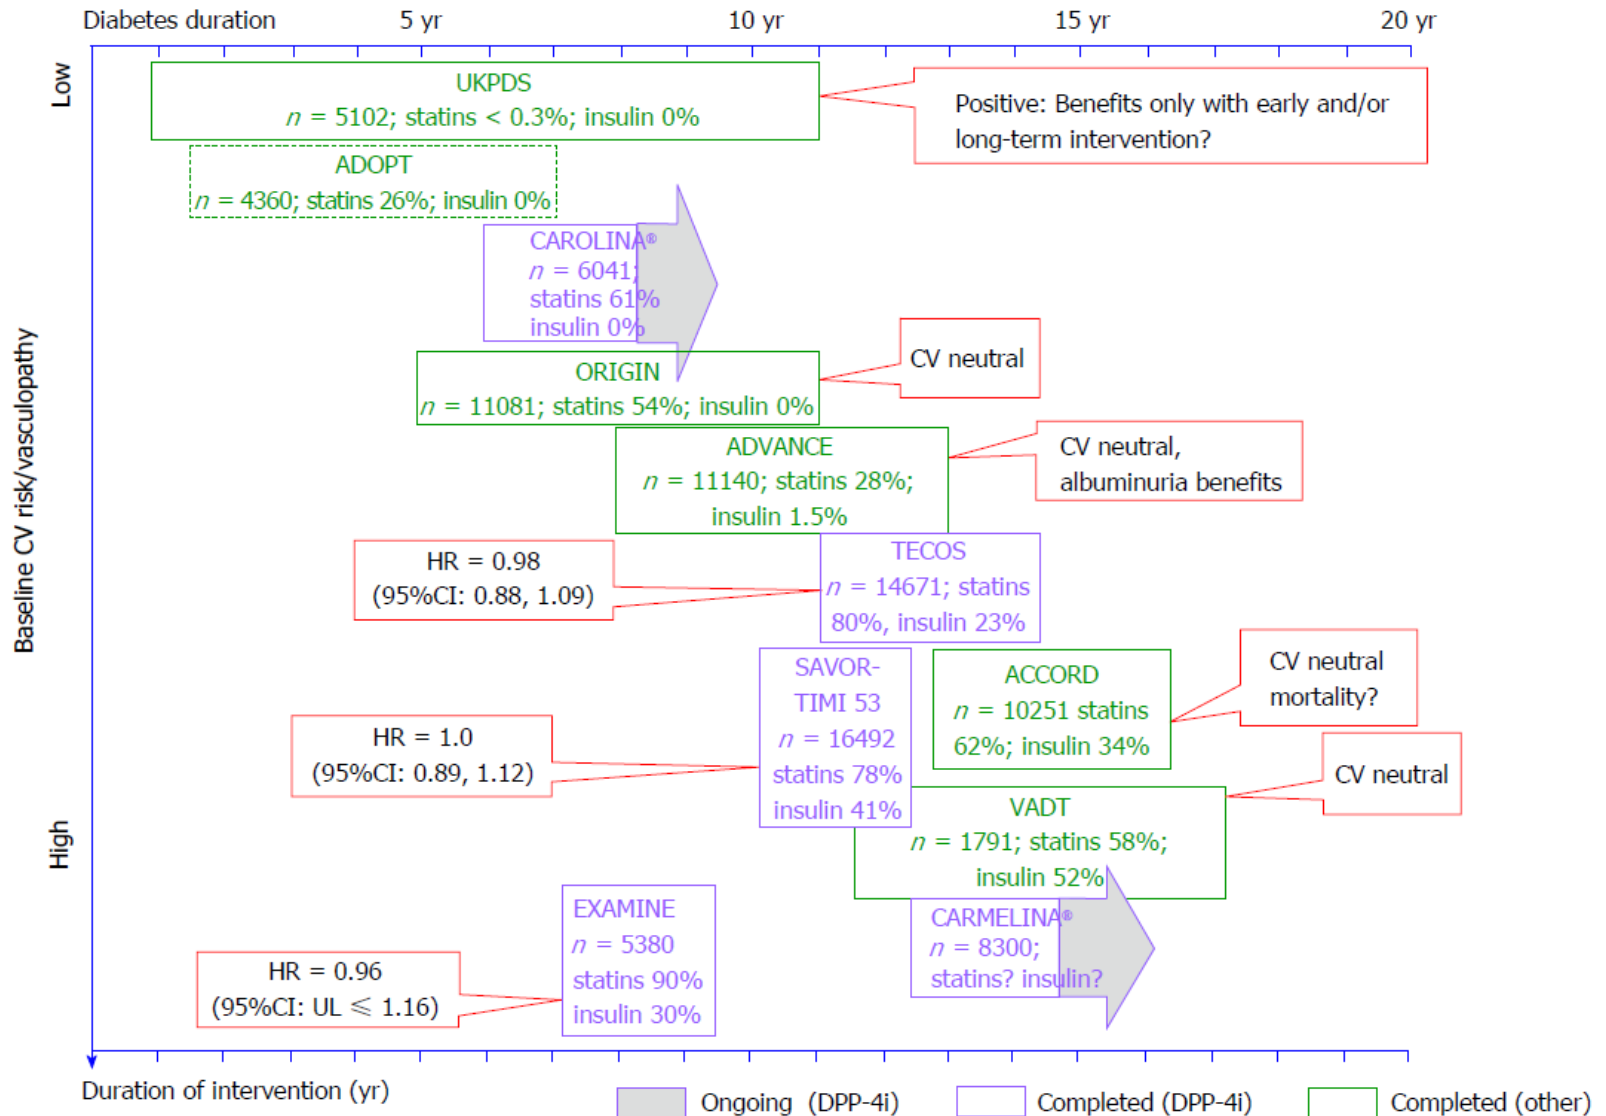 Diabetes duration
5 yr
10 yr
15 yr
20 yr
Low
UKPDS
n = 5102; statins < 0.3%; insulin 0%
Positive: Benefits only with early and/or
long-term intervention?
ADOPT
n = 4360; statins 26%; insulin 0%
CAROLINA®
n = 6041;
statins 61%
insulin 0%
Baseline CV risk/vasculopathy
ORIGIN
n = 11081; statins 54%; insulin 0%
CV neutral
ADVANCE
n = 11140; statins 28%;
insulin 1.5%
CV neutral,
albuminuria benefits
HR = 0.98
(95%CI: 0.88, 1.09)
TECOS
n = 14671; statins
80%, insulin 23%
SAVOR-
TIMI 53
n = 16492
statins 78%
insulin 41%
ACCORD
n = 10251 statins
62%; insulin 34%
CV neutral
mortality?
HR = 1.0
(95%CI: 0.89, 1.12)
CV neutral
VADT
n = 1791; statins 58%;
insulin 52%
High
EXAMINE
n = 5380
statins 90%
insulin 30%
CARMELINA®
n = 8300;
statins? insulin?
HR = 0.96
(95%CI: UL ≤ 1.16)
Duration of intervention (yr)
Ongoing (DPP-4i)
Completed (DPP-4i)
Completed (other)